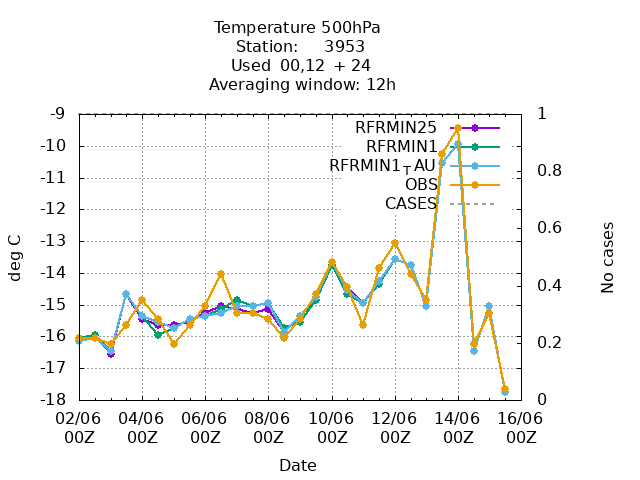 Temperature 500hPa
Station: 3953
Used 00,12 + 24
Averaging window: 12h
-9
-10
-11
-12
-13
-14
-15
-16
-17
-18
1
0.8
0.6
0.4
0.2
0
RFRMIN25
RFRMIN1
RFRMIN1TAU
OBS
CASES
deg C
No cases
02/06 04/06 06/06 08/06 10/06 12/06 14/06 16/06
00Z 00Z 00Z 00Z 00Z 00Z 00Z 00Z
Date